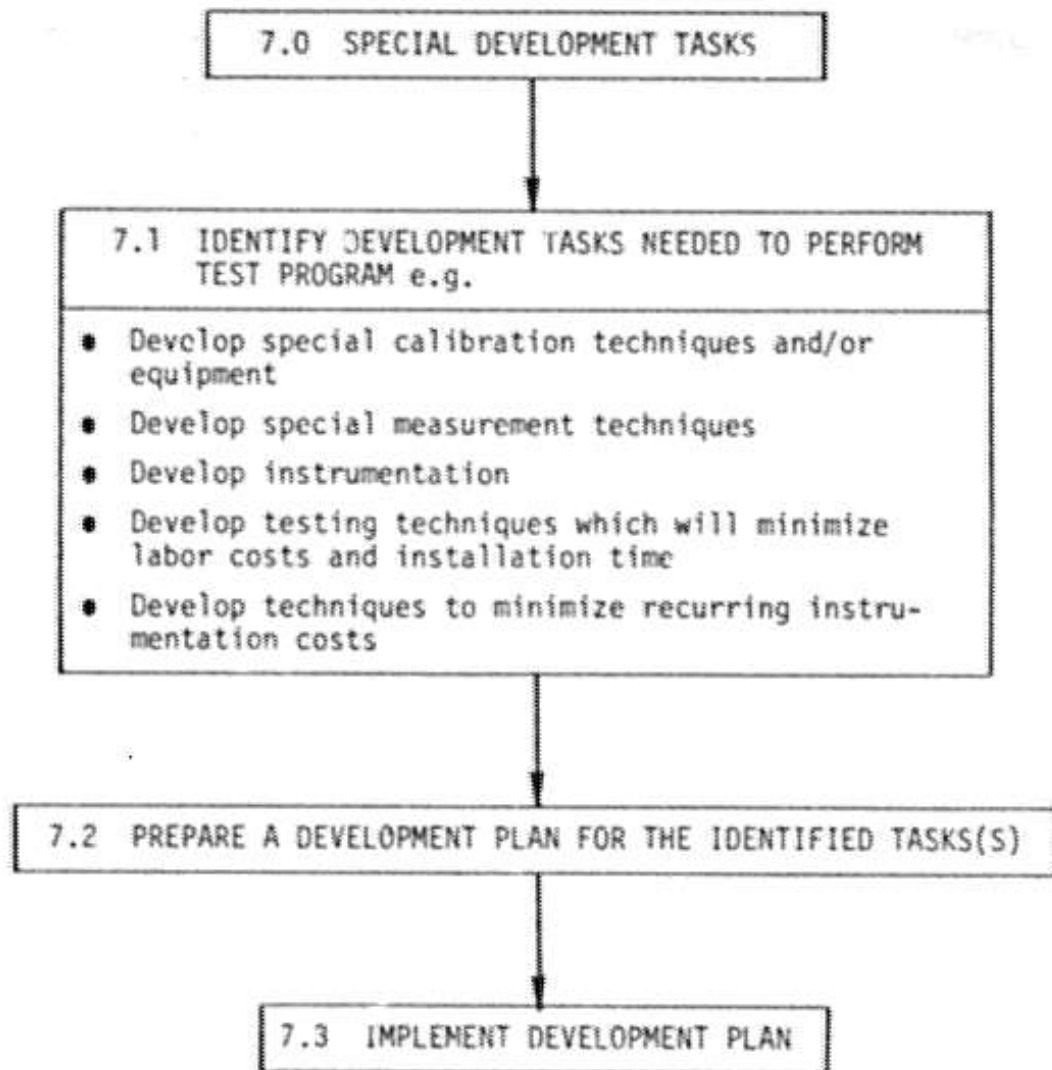 7.0 SPECIAL DEVELOPMENT TASKS
7.1 IDENTIFY DEVELOPMENT TASKS NEEDED TO PERFORM
TEST PROGRAM e.g.
• Develop special calibration techniques and/or
equipment
• Develop special measurement techniques
• Develop instrumentation
• Develop testing techniques which will minimize
labor costs and installation time
• Develop techniques to minimize recurring instru-
mentation costs
7.2 PREPARE A DEVELOPMENT PLAN FOR THE IDENTIFIED TASKS(S)
7.3 IMPLEMENT DEVELOPMENT PLAN